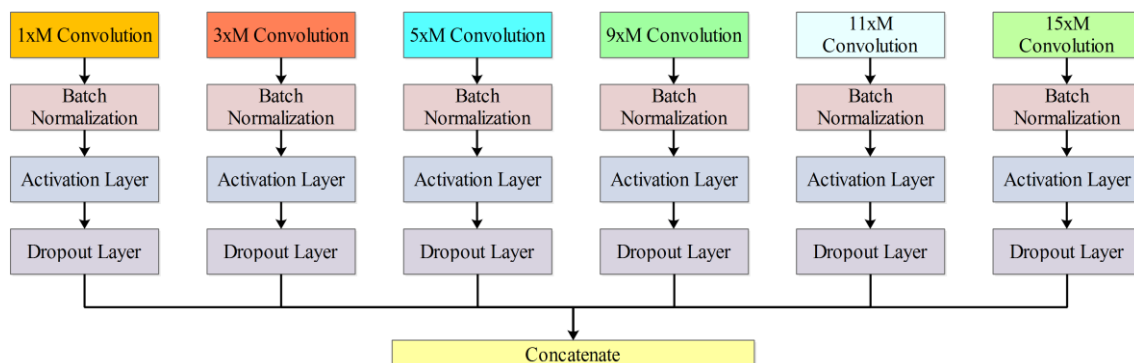 1xM Convolution
3xM Convolution
5xM Convolution
9xM Convolution
11xM
Convolution
15xM
Convolution
Batch
Normalization
Batch
Normalization
Batch
Normalization
Batch
Normalization
Batch
Normalization
Batch
Normalization
Activation Layer
Activation Layer
Activation Layer
Activation Layer
Activation Layer
Activation Layer
Dropout Layer
Dropout Layer
Dropout Layer
Dropout Layer
Dropout Layer
Dropout Layer
Concatenate